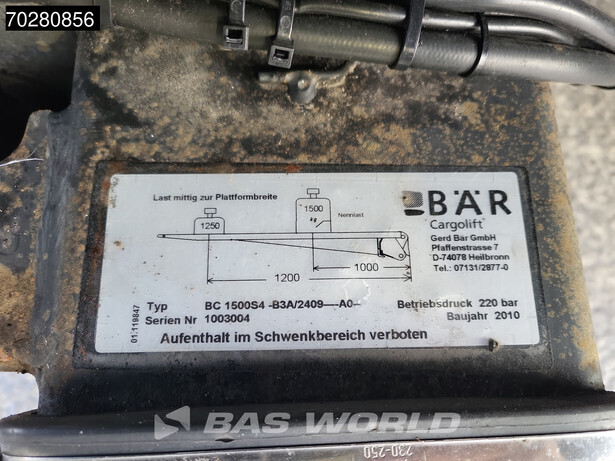 70280856
Last mittig zur Plattformbreite
1250
1500
kg
Nennlast
1000
1200
BÄR
Cargolift
Gerd Bär GmbH
Pfaffenstrasse 7
D-74078 Heilbronn
Tel.: 07131/2877-0
Typ BC 1500S4 -B3A/2409----A0-- Betriebsdruck 220 bar
Serien Nr 1003004 Baujahr 2010
Aufenthalt im Schwenkbereich verboten
01.119847
BAS WORLD
230-250